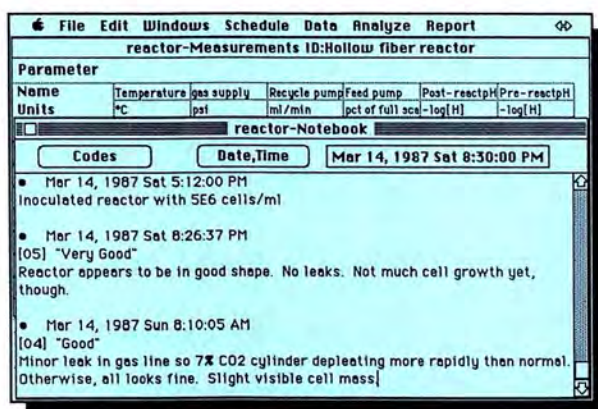 File Edit Windows Schedule Data Analyze Report
reactor-Measurements ID:Hollow fiber reactor
Parameter
Name Temperature gas supply Recycle pump Feed pump Post-reactpH Pre-reactpH
Units °C psi ml/min pct of full sca -log[H] -log[H]
reactor-Notebook
Codes Date,Time Mar 14, 1987 Sat 8:30:00 PM
• Mar 14, 1987 Sat 5:12:00 PM
Inoculated reactor with 5E6 cells/ml
• Mar 14, 1987 Sat 8:26:37 PM
[05] "Very Good"
Reactor appears to be in good shape. No leaks. Not much cell growth yet,
though.
• Mar 14, 1987 Sun 8:10:05 AM
[04] "Good"
Minor leak in gas line so 7% CO2 cylinder depleating more rapidly than normal.
Otherwise, all looks fine. Slight visible cell mass.